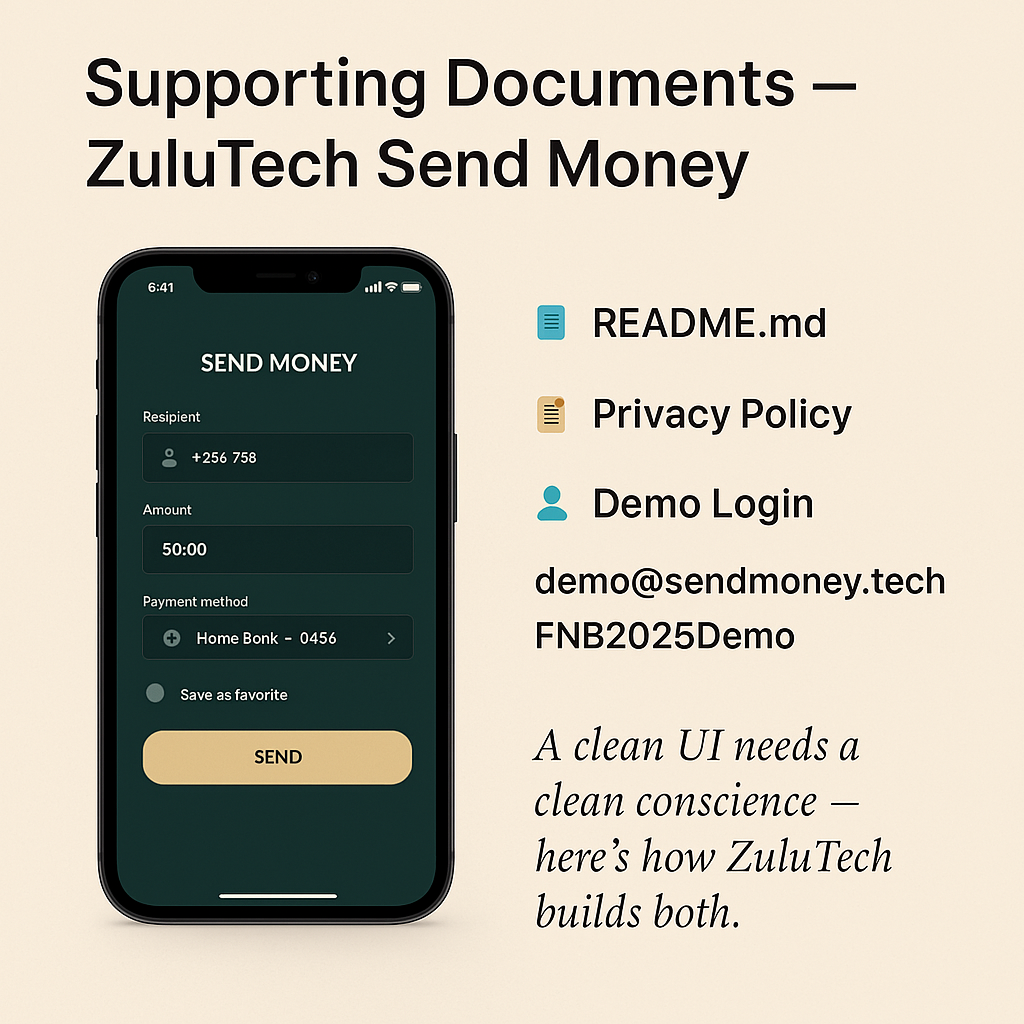 Supporting Documents –
ZuluTech Send Money
6:41
SEND MONEY
Resipient
+256 758
Amount
50:00
Payment method
Home Bonk – 0456
Save as favorite
SEND
README.md
Privacy Policy
Demo Login
demo@sendmoney.tech
FNB2025Demo
A clean UI needs a
clean conscience –
here’s how ZuluTech
builds both.